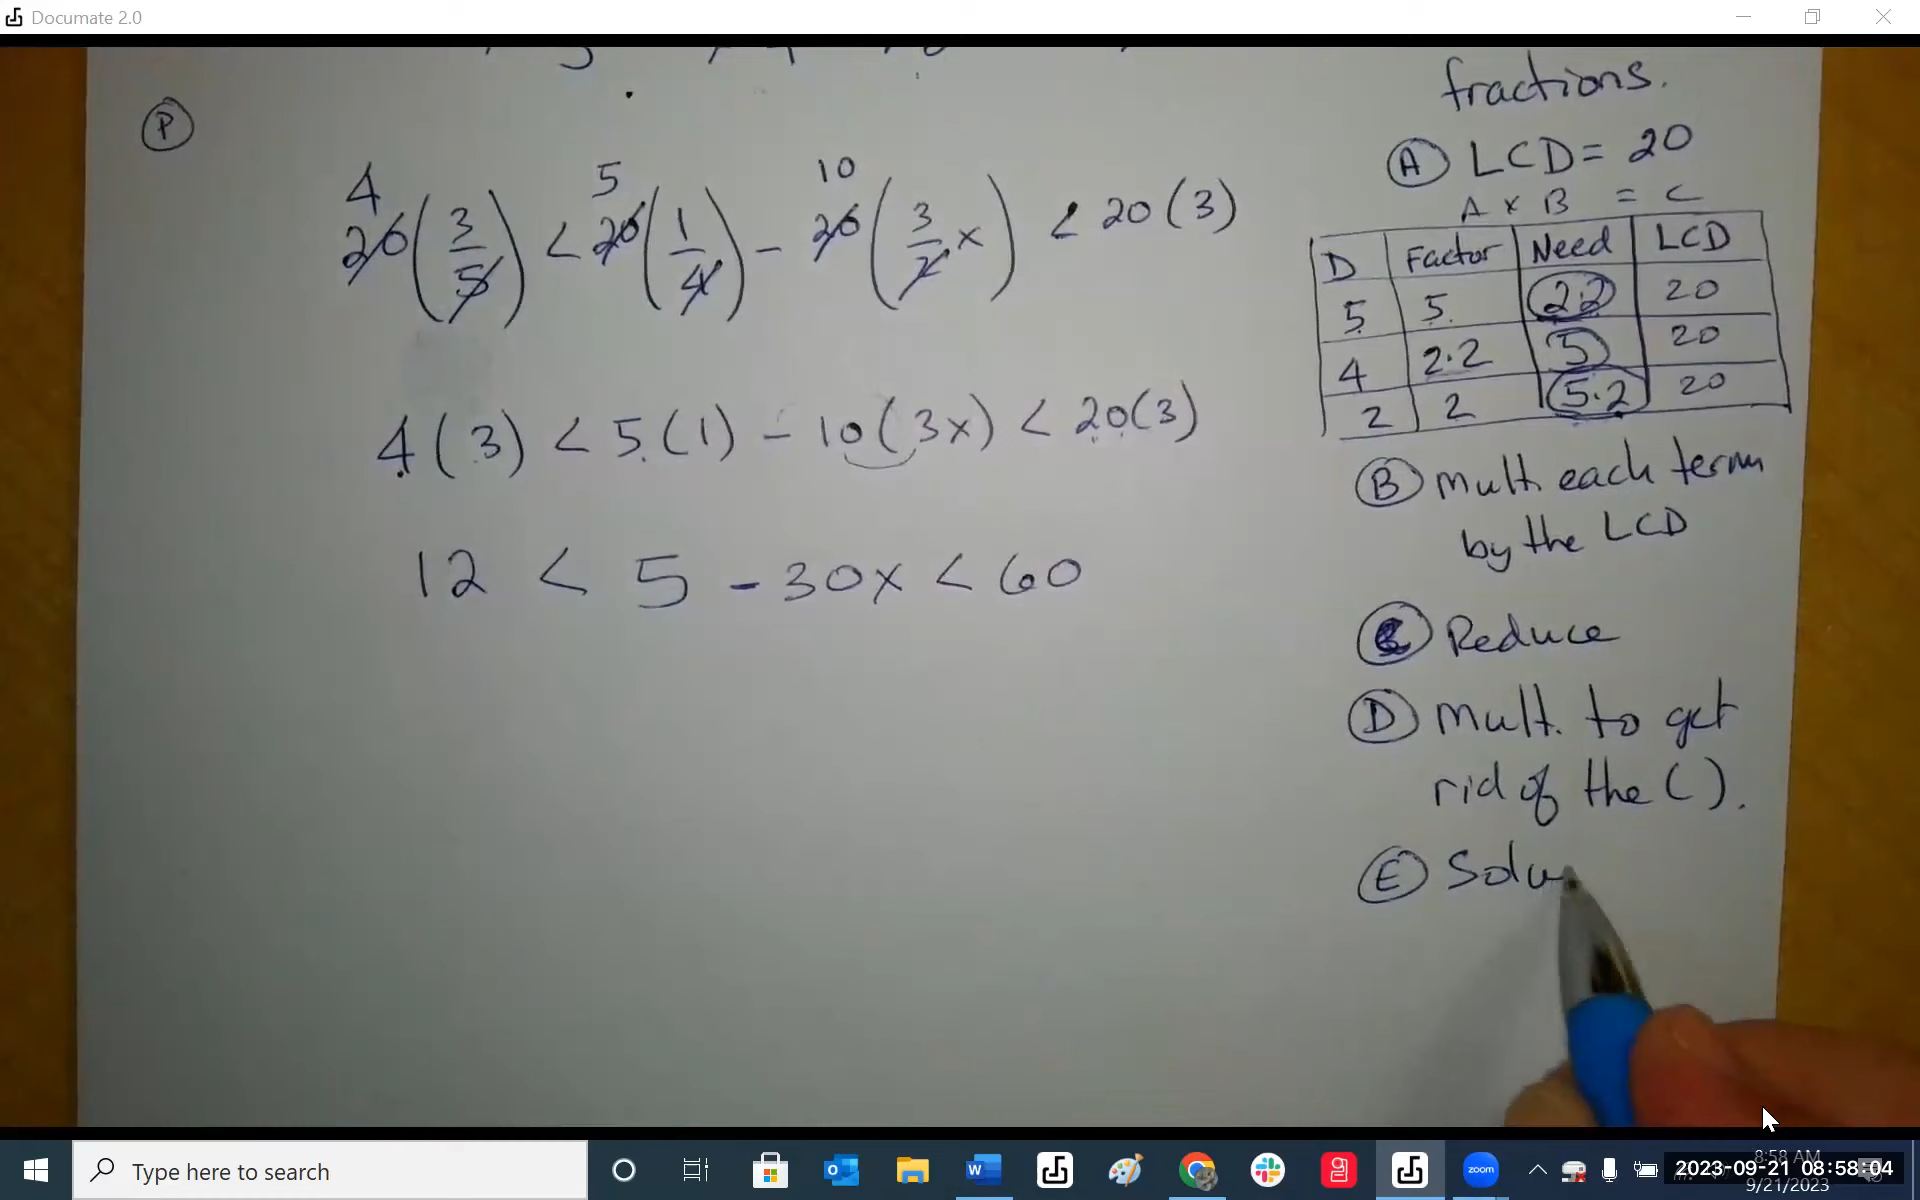 Documate 2.0
fractions.
Ⓟ
Ⓐ LCD = 20
A x B = C
4 5 10
20(3/5) < 20(1/4) - 20(3/2 x) < 20(3)
D Factor Need LCD
5 5 2·2 20
4 2·2 5 20
2 2 5·2 20
4(3) < 5(1) - 10(3x) < 20(3)
12 < 5 - 30x < 60
Ⓑ Mult. each term
by the LCD
Ⓒ Reduce
Ⓓ Mult. to get
rid of the ( ).
Ⓔ Solv
Type here to search
zoom
8:58 AM
2023-09-21 08:58:04
9/21/2023